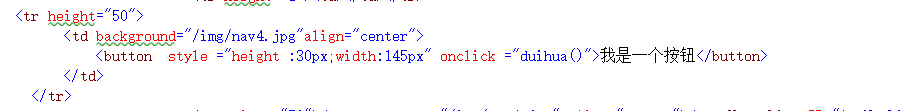 <tr height="50">
<td background="/img/nav4.jpg"align="center">
<button  style ="height :30px;width:145px" onclick ="duihua()">我是一个按钮</button>
</td>
</tr>